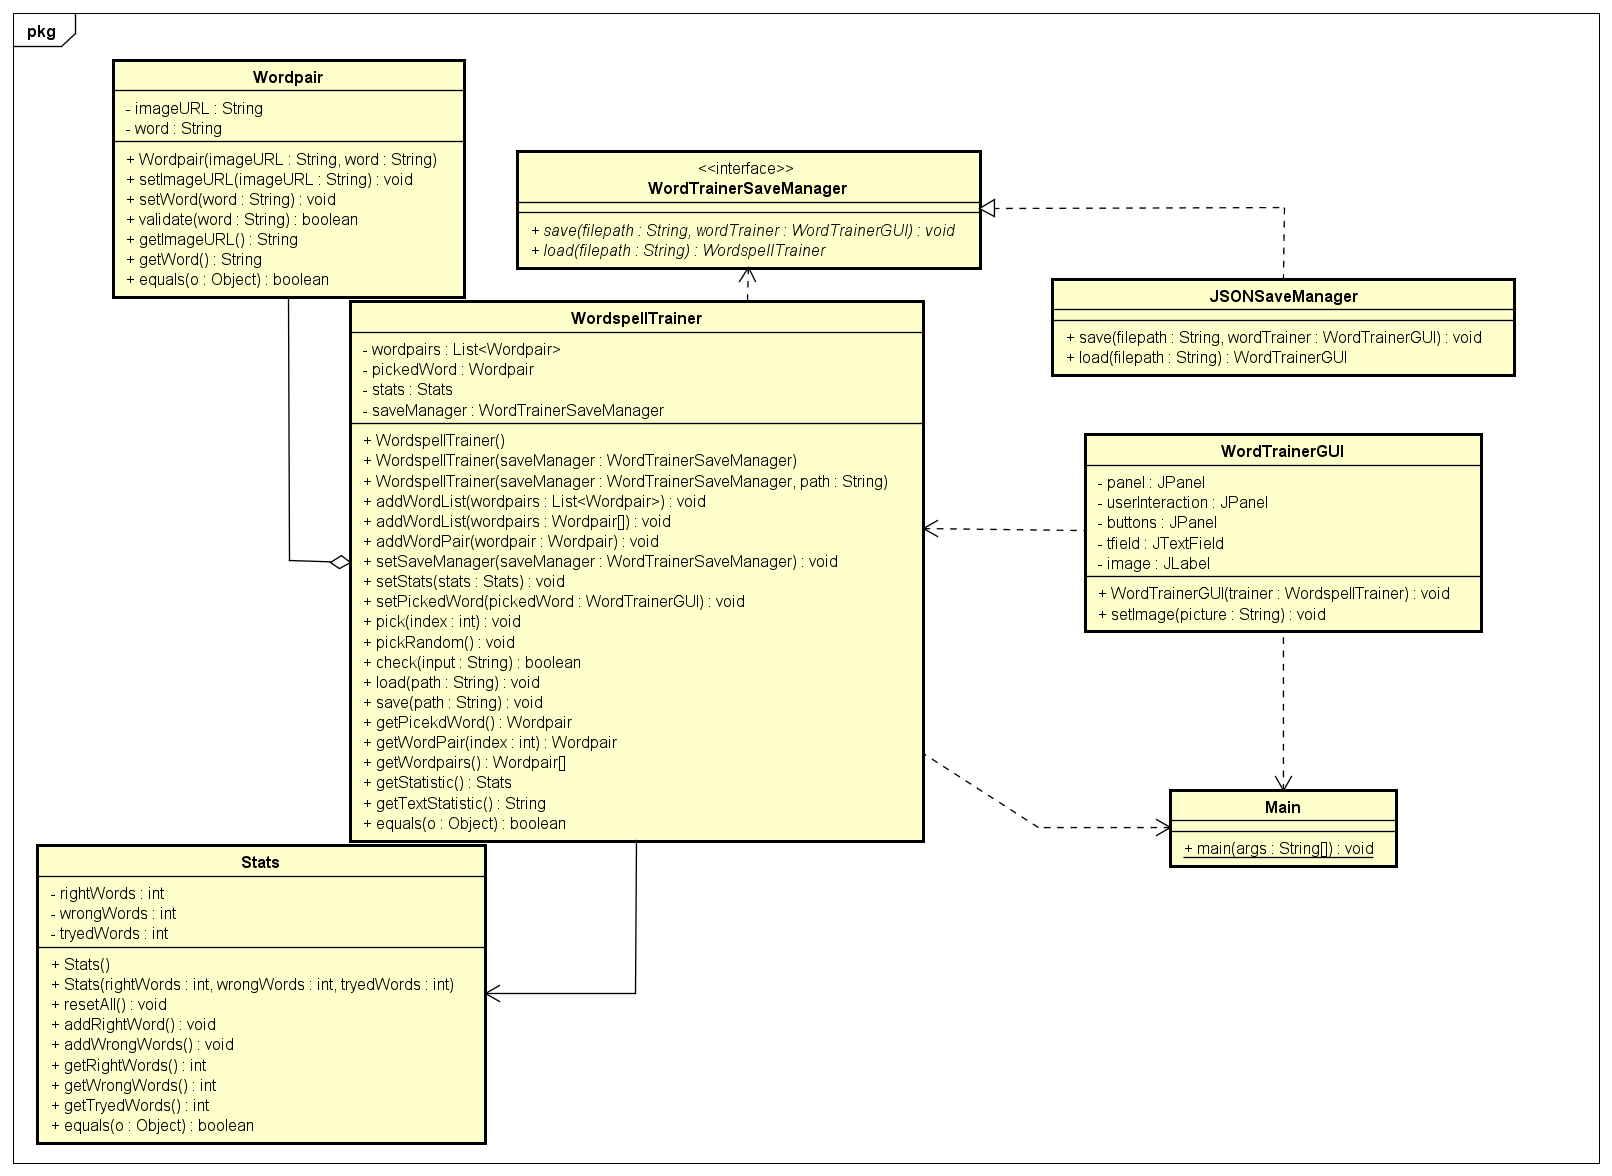 pkg
Wordpair
- imageURL : String
- word : String
+ Wordpair(imageURL : String, word : String)
+ setImageURL(imageURL : String) : void
+ setWord(word : String) : void
+ validate(word : String) : boolean
+ getImageURL() : String
+ getWord() : String
+ equals(o : Object) : boolean
<<interface>>
WordTrainerSaveManager
+ save(filepath : String, wordTrainer : WordTrainerGUI) : void
+ load(filepath : String) : WordspellTrainer
JSONSaveManager
+ save(filepath : String, wordTrainer : WordTrainerGUI) : void
+ load(filepath : String) : WordTrainerGUI
WordspellTrainer
- wordpairs : List<Wordpair>
- pickedWord : Wordpair
- stats : Stats
- saveManager : WordTrainerSaveManager
+ WordspellTrainer()
+ WordspellTrainer(saveManager : WordTrainerSaveManager)
+ WordspellTrainer(saveManager : WordTrainerSaveManager, path : String)
+ addWordList(wordpairs : List<Wordpair>) : void
+ addWordList(wordpairs : Wordpair[]) : void
+ addWordPair(wordpair : Wordpair) : void
+ setSaveManager(saveManager : WordTrainerSaveManager) : void
+ setStats(stats : Stats) : void
+ setPickedWord(pickedWord : WordTrainerGUI) : void
+ pick(index : int) : void
+ pickRandom() : void
+ check(input : String) : boolean
+ load(path : String) : void
+ save(path : String) : void
+ getPicekdWord() : Wordpair
+ getWordPair(index : int) : Wordpair
+ getWordpairs() : Wordpair[]
+ getStatistic() : Stats
+ getTextStatistic() : String
+ equals(o : Object) : boolean
WordTrainerGUI
- panel : JPanel
- userInteraction : JPanel
- buttons : JPanel
- tfield : JTextField
- image : JLabel
+ WordTrainerGUI(trainer : WordspellTrainer) : void
+ setImage(picture : String) : void
Main
+ main(args : String[]) : void
Stats
- rightWords : int
- wrongWords : int
- tryedWords : int
+ Stats()
+ Stats(rightWords : int, wrongWords : int, tryedWords : int)
+ resetAll() : void
+ addRightWord() : void
+ addWrongWords() : void
+ getRightWords() : int
+ getWrongWords() : int
+ getTryedWords() : int
+ equals(o : Object) : boolean